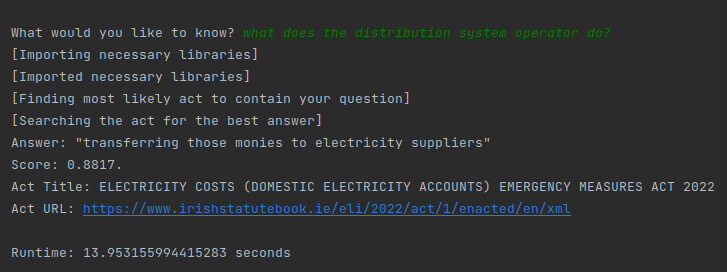 What would you like to know? what does the distribution system operator do?
[Importing necessary libraries]
[Imported necessary libraries]
[Finding most likely act to contain your question]
[Searching the act for the best answer]
Answer: "transferring those monies to electricity suppliers"
Score: 0.8817.
Act Title: ELECTRICITY COSTS (DOMESTIC ELECTRICITY ACCOUNTS) EMERGENCY MEASURES ACT 2022
Act URL: https://www.irishstatutebook.ie/eli/2022/act/1/enacted/en/xml
Runtime: 13.953155994415283 seconds